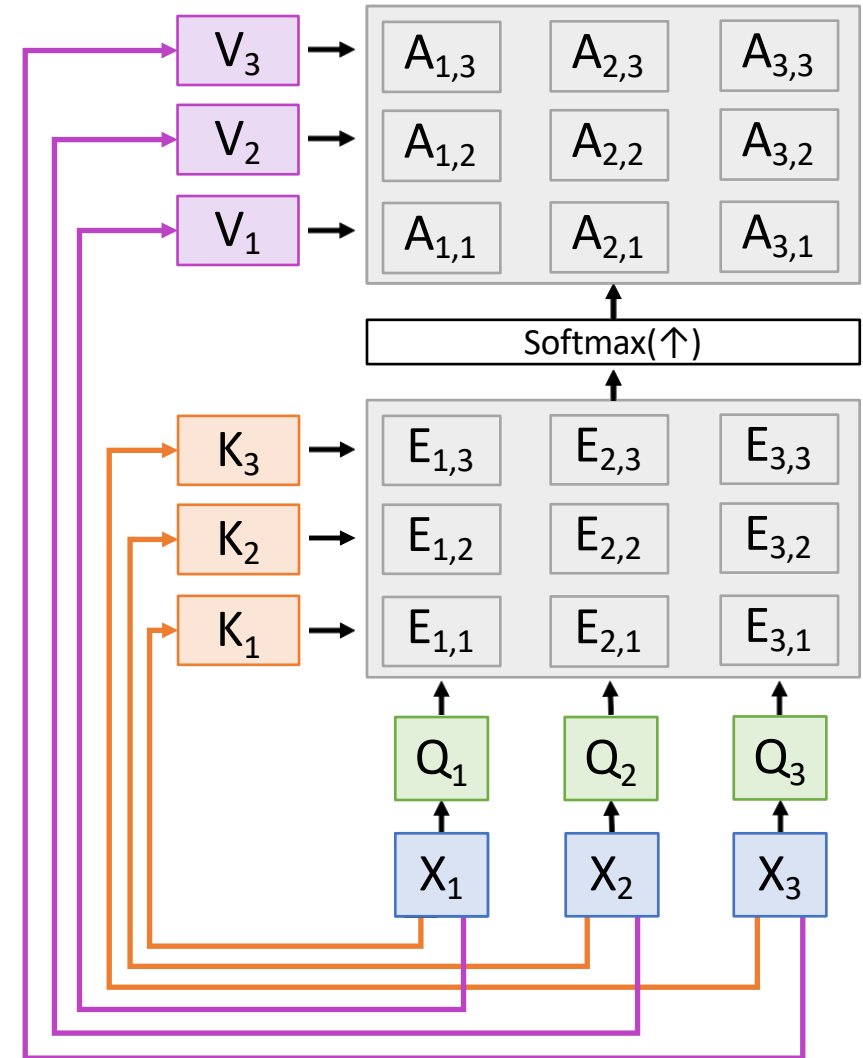 V₃ A₁,₃ A₂,₃ A₃,₃
V₂ A₁,₂ A₂,₂ A₃,₂
V₁ A₁,₁ A₂,₁ A₃,₁
Softmax(↑)
K₃ E₁,₃ E₂,₃ E₃,₃
K₂ E₁,₂ E₂,₂ E₃,₂
K₁ E₁,₁ E₂,₁ E₃,₁
Q₁ Q₂ Q₃
X₁ X₂ X₃